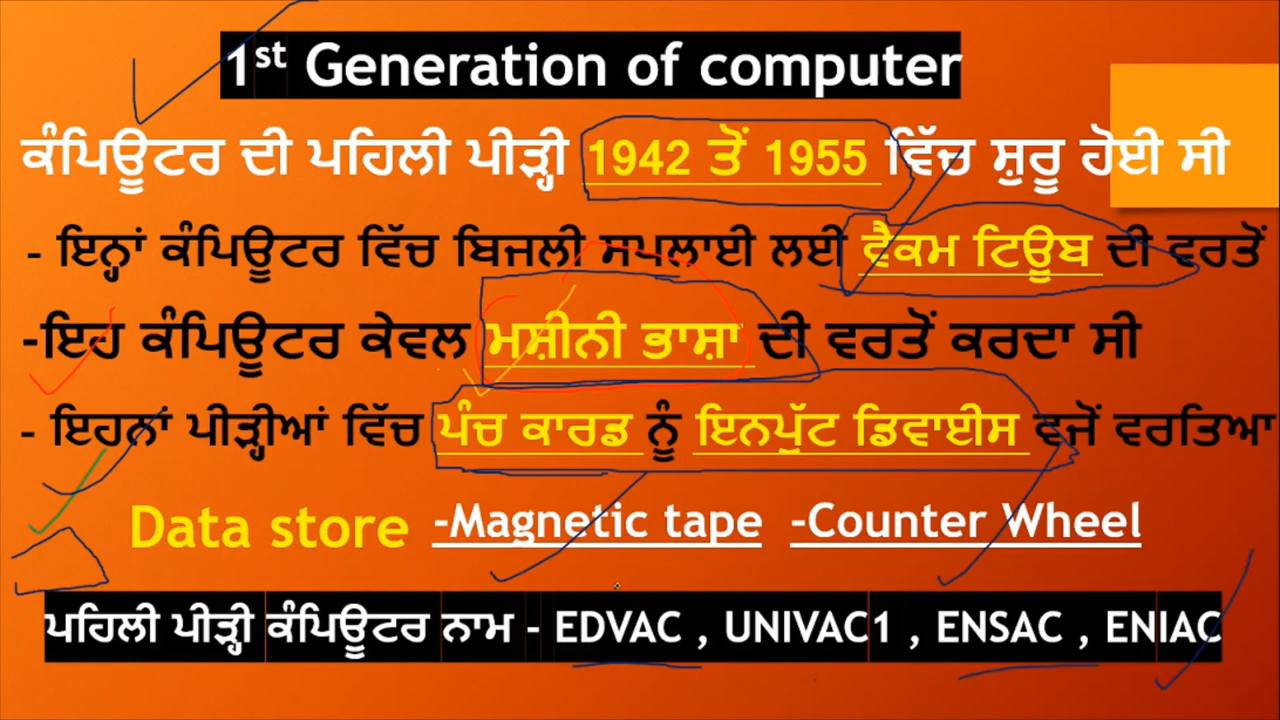 1st Generation of computer
ਕੰਪਿਊਟਰ ਦੀ ਪਹਿਲੀ ਪੀੜ੍ਹੀ 1942 ਤੋਂ 1955 ਵਿੱਚ ਸ਼ੁਰੂ ਹੋਈ ਸੀ
- ਇਨ੍ਹਾਂ ਕੰਪਿਊਟਰ ਵਿੱਚ ਬਿਜਲੀ ਸਪਲਾਈ ਲਈ ਵੈਕਮ ਟਿਊਬ ਦੀ ਵਰਤੋਂ
-ਇਹ ਕੰਪਿਊਟਰ ਕੇਵਲ ਮਸ਼ੀਨੀ ਭਾਸ਼ਾ ਦੀ ਵਰਤੋਂ ਕਰਦਾ ਸੀ
- ਇਹਨਾਂ ਪੀੜ੍ਹੀਆਂ ਵਿੱਚ ਪੰਚ ਕਾਰਡ ਨੂੰ ਇਨਪੁੱਟ ਡਿਵਾਈਸ ਵਜੋਂ ਵਰਤਿਆ
Data store -Magnetic tape -Counter Wheel
ਪਹਿਲੀ ਪੀੜ੍ਹੀ ਕੰਪਿਊਟਰ ਨਾਮ - EDVAC , UNIVAC1 , ENSAC , ENIAC